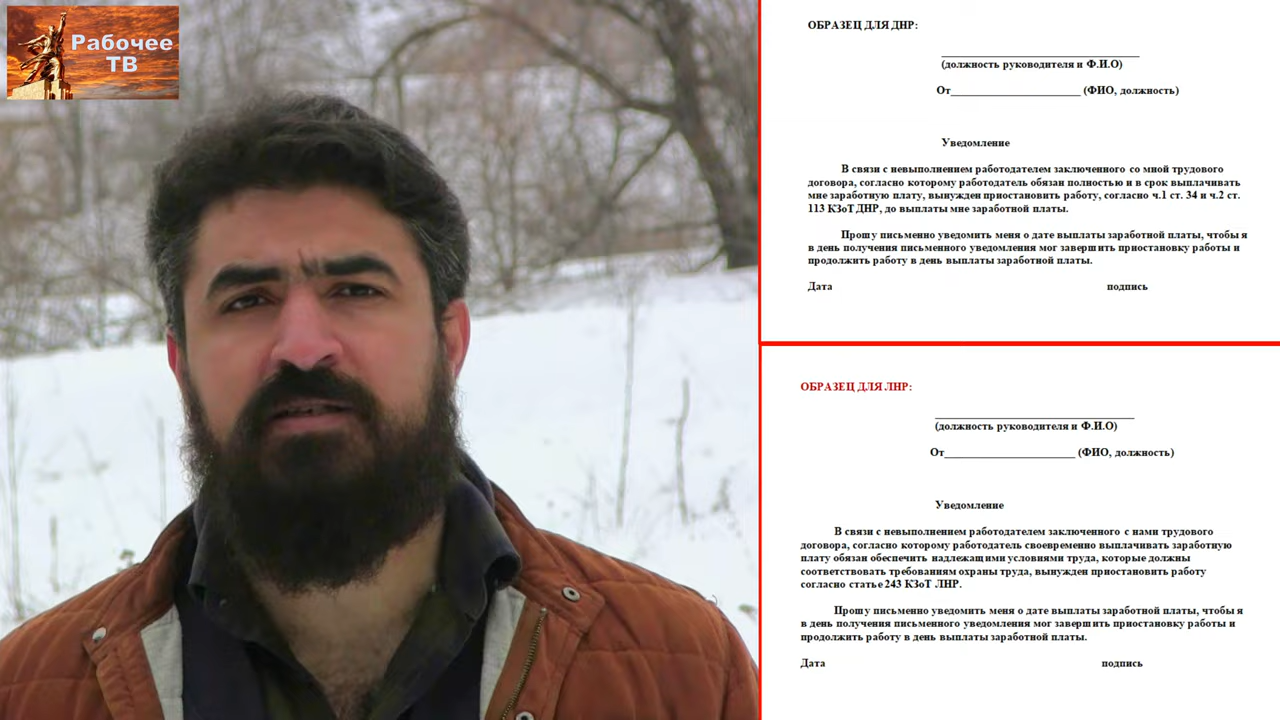 Рабочее
ТВ
ОБРАЗЕЦ ДЛЯ ДНР:
(должность руководителя и Ф.И.О)
От______________________ (ФИО, должность)
Уведомление
В связи с невыполнением работодателем заключенного со мной трудового
договора, согласно которому работодатель обязан полностью и в срок выплачивать
мне заработную плату, вынужден приостановить работу, согласно ч.1 ст. 34 и ч.2 ст.
113 КЗоТ ДНР, до выплаты мне заработной платы.
Прошу письменно уведомить меня о дате выплаты заработной платы, чтобы я
в день получения письменного уведомления мог завершить приостановку работы и
продолжить работу в день выплаты заработной платы.
Дата подпись
ОБРАЗЕЦ ДЛЯ ЛНР:
(должность руководителя и Ф.И.О)
От______________________ (ФИО, должность)
Уведомление
В связи с невыполнением работодателем заключенного с нами трудового
договора, согласно которому работодатель своевременно выплачивать заработную
плату обязан обеспечить надлежащими условиями труда, которые должны
соответствовать требованиям охраны труда, вынужден приостановить работу
согласно статье 243 КЗоТ ЛНР.
Прошу письменно уведомить меня о дате выплаты заработной платы, чтобы я
в день получения письменного уведомления мог завершить приостановку работы и
продолжить работу в день выплаты заработной платы.
Дата подпись